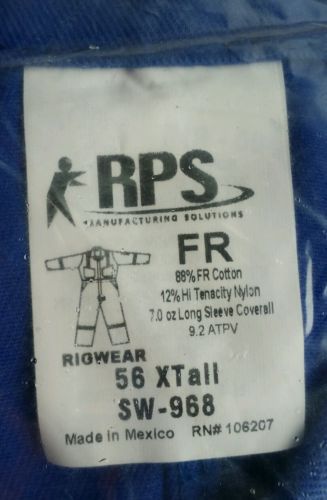 RPS
MANUFACTURING SOLUTIONS
FR
88% FR Cotton
12% Hi Tenacity Nylon
7.0 oz Long Sleeve Coverall
9.2 ATPV
RIGWEAR
56 XTall
SW-968
Made in Mexico RN# 106207